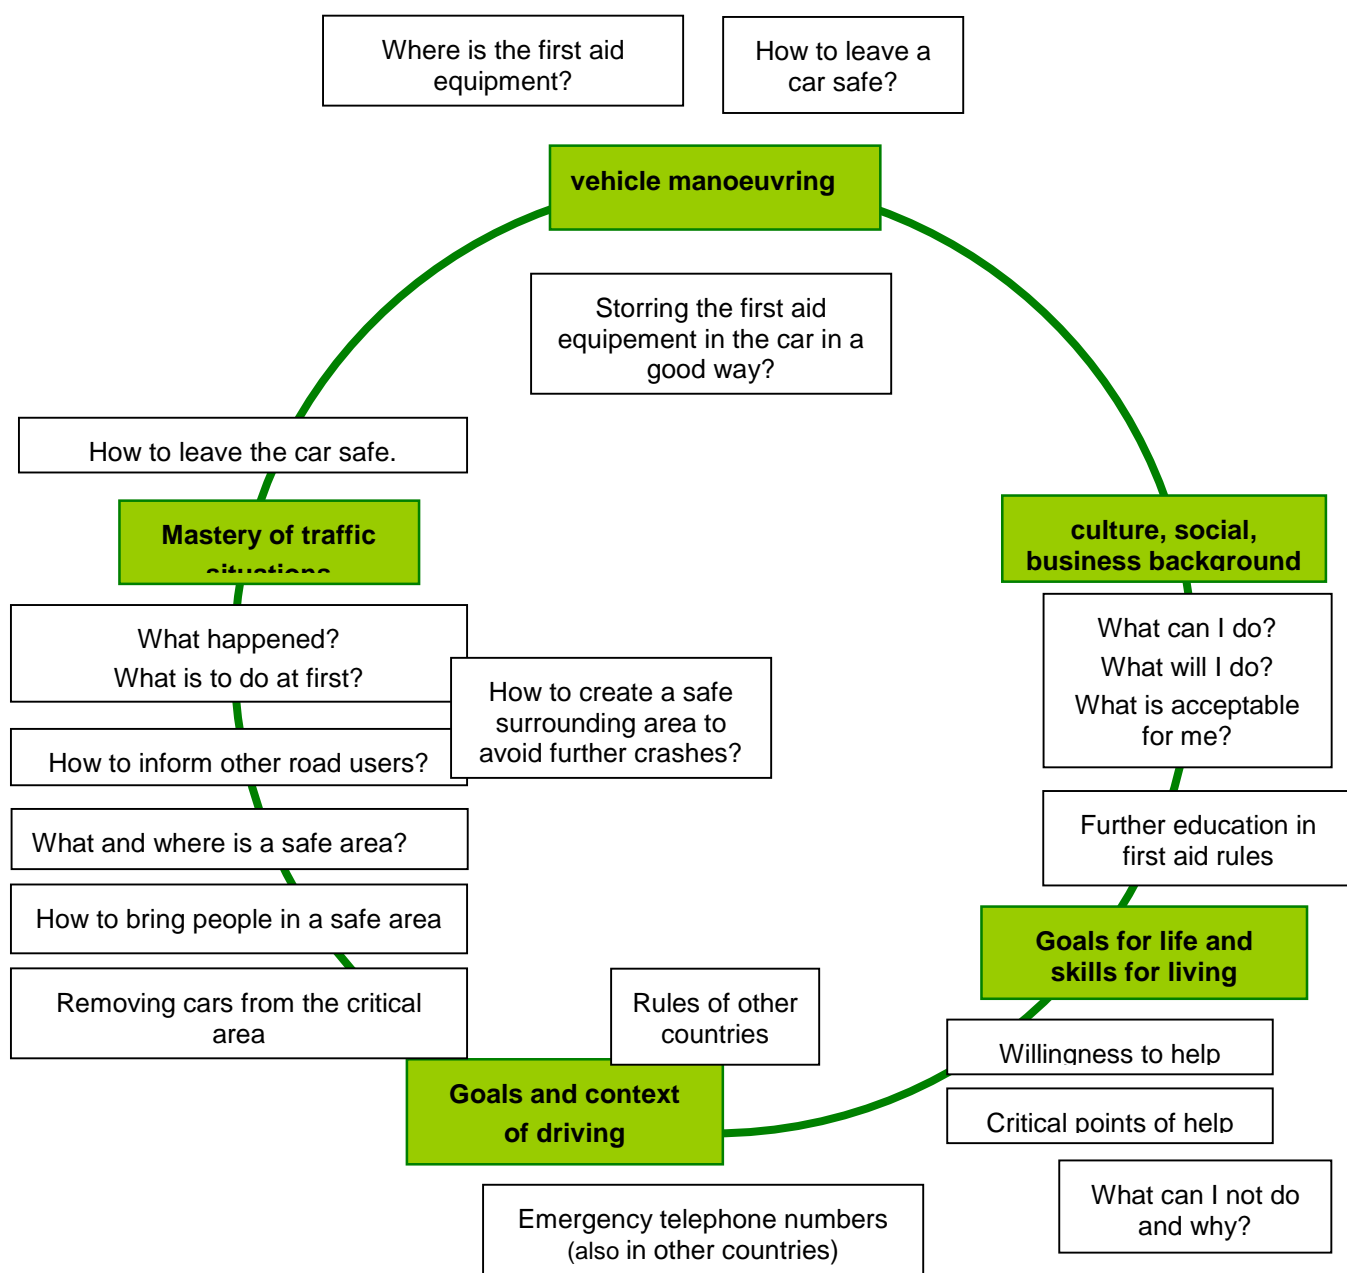 Where is the first aid
equipment?
How to leave a
car safe?
vehicle manoeuvring
Storring the first aid
equipement in the car in a
good way?
How to leave the car safe.
Mastery of traffic
situations
culture, social,
business background
What happened?
What is to do at first?
How to create a safe
surrounding area to
avoid further crashes?
What can I do?
What will I do?
What is acceptable
for me?
How to inform other road users?
What and where is a safe area?
Further education in
first aid rules
How to bring people in a safe area
Goals for life and
skills for living
Removing cars from the critical
area
Rules of other
countries
Willingness to help
Goals and context
of driving
Critical points of help
What can I not do
and why?
Emergency telephone numbers
(also in other countries)